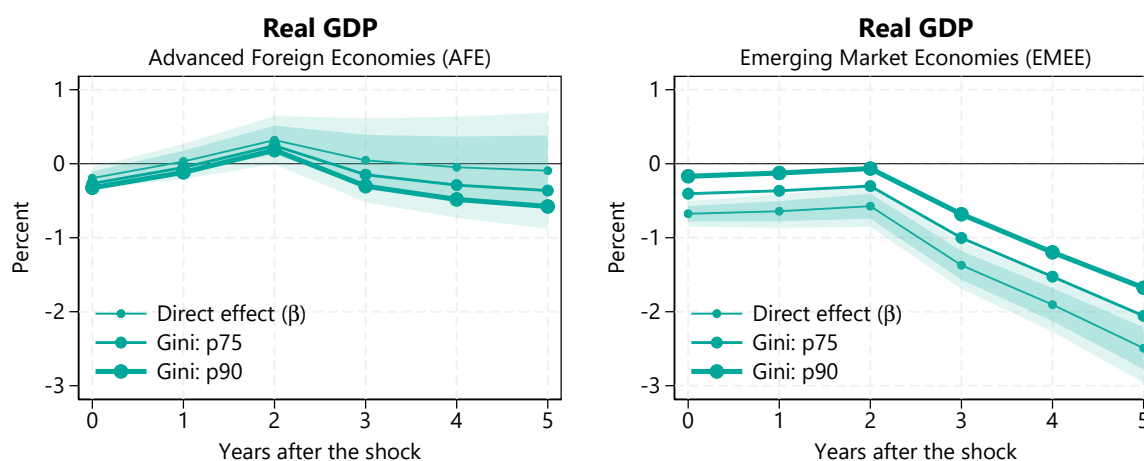 Real GDP
Advanced Foreign Economies (AFE)
1
0
-1
-2
-3
Percent
Direct effect (β)
Gini: p75
Gini: p90
0 1 2 3 4 5
Years after the shock
Real GDP
Emerging Market Economies (EMEE)
1
0
-1
-2
-3
Percent
Direct effect (β)
Gini: p75
Gini: p90
0 1 2 3 4 5
Years after the shock